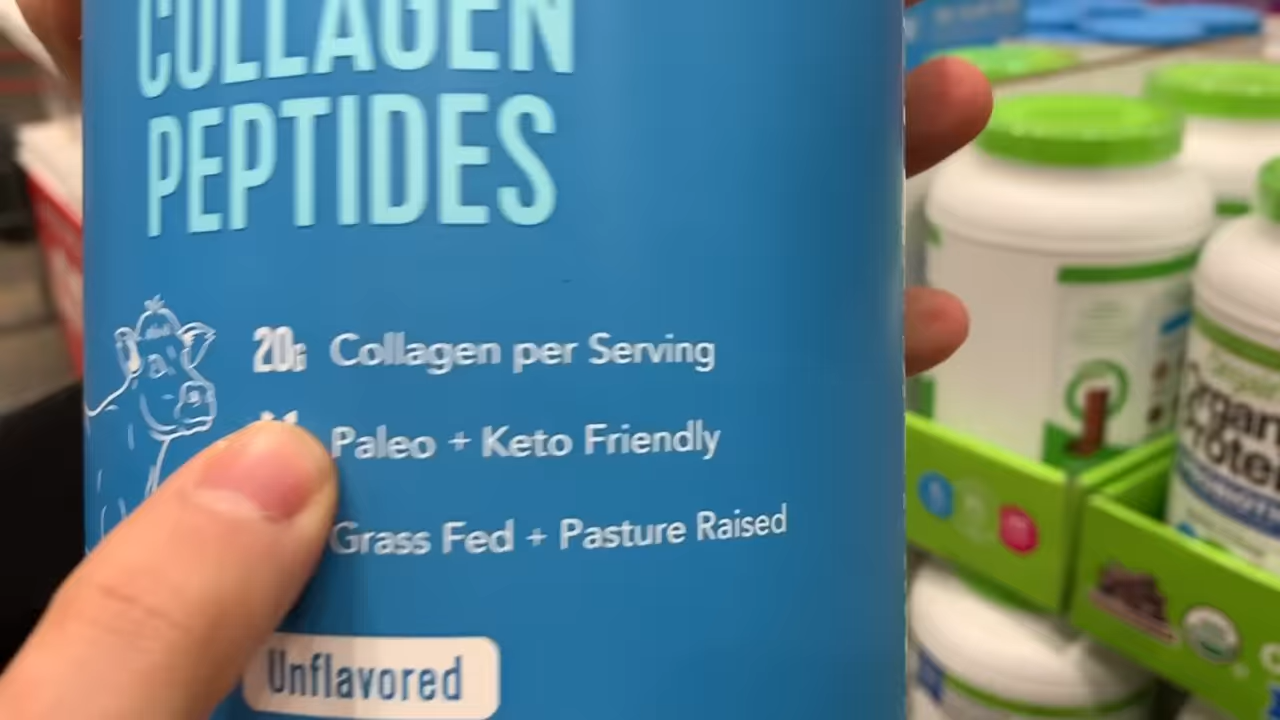 COLLAGEN
PEPTIDES
20G Collagen per Serving
Paleo + Keto Friendly
Grass Fed + Pasture Raised
Unflavored